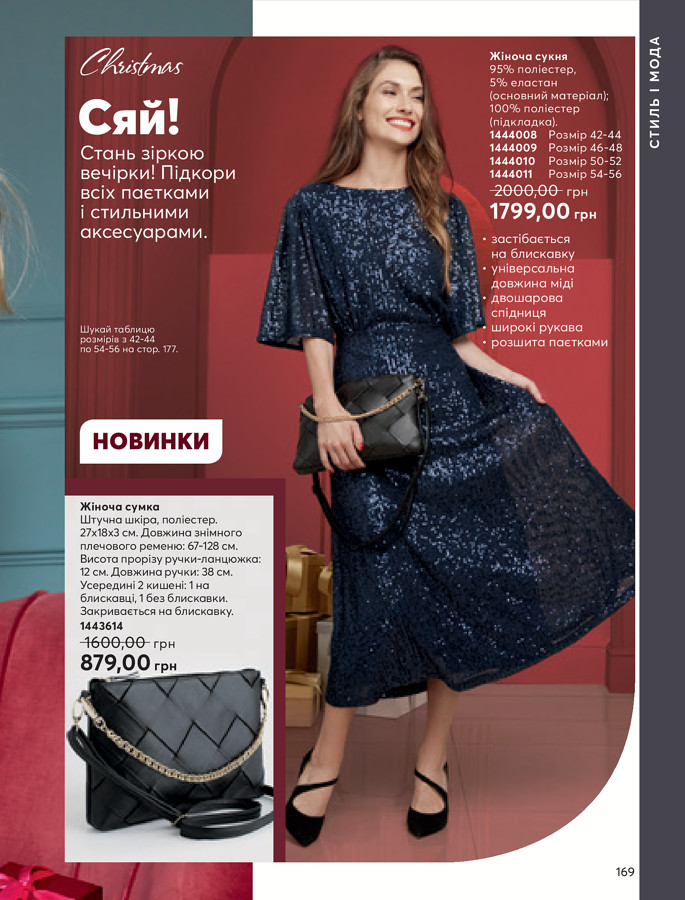 Christmas
Сяй!
Стань зіркою
вечірки! Підкори
всіх паєтками
і стильними
аксесуарами.
Шукай таблицю
розмірів з 42-44
по 54-56 на стор. 177.
НОВИНКИ
Жіноча сукня
95% поліестер,
5% еластан
(основний матеріал);
100% поліестер
(підкладка).
1444008 Розмір 42-44
1444009 Розмір 46-48
1444010 Розмір 50-52
1444011 Розмір 54-56
2000,00 грн
1799,00 грн
• застібається
на блискавку
• універсальна
довжина міді
• двошарова
спідниця
• широкі рукава
• розшита паєтками
СТИЛЬ І МОДА
Жіноча сумка
Штучна шкіра, поліестер.
27х18х3 см. Довжина знімного
плечового ременю: 67-128 см.
Висота прорізу ручки-ланцюжка:
12 см. Довжина ручки: 38 см.
Усередині 2 кишені: 1 на
блискавці, 1 без блискавки.
Закривається на блискавку.
1443614
1600,00 грн
879,00 грн
169